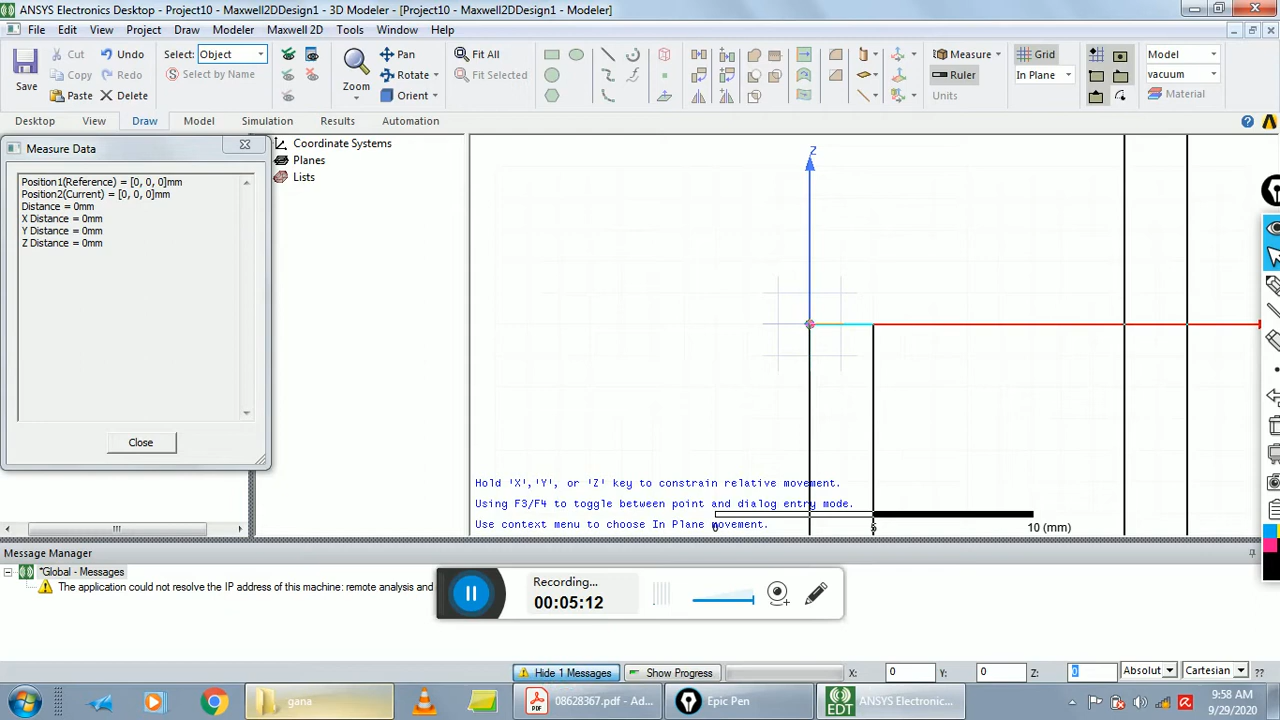 ANSYS Electronics Desktop - Project10 - Maxwell2DDesign1 - 3D Modeler - [Project10 - Maxwell2DDesign1 - Modeler]
File Edit View Project Draw Modeler Maxwell 2D Tools Window Help
Save
Cut Undo
Copy Redo
Paste Delete
Select: Object
Select by Name
Zoom
Pan
Rotate
Orient
Fit All
Fit Selected
Measure
Ruler
Units
Grid
In Plane
Model
vacuum
Material
Desktop View Draw Model Simulation Results Automation
Measure Data
Position1(Reference) = [0, 0, 0]mm
Position2(Current) = [0, 0, 0]mm
Distance = 0mm
X Distance = 0mm
Y Distance = 0mm
Z Distance = 0mm
Close
Coordinate Systems
Planes
Lists
Z
Hold 'X','Y', or 'Z' key to constrain relative movement.
Using F3/F4 to toggle between point and dialog entry mode.
Use context menu to choose In Plane movement.
0 5 10 (mm)
Message Manager
*Global - Messages
The application could not resolve the IP address of this machine: remote analysis and
Recording...
00:05:12
Hide 1 Messages Show Progress X: 0 Y: 0 Z: 0 Absolut Cartesian ??
gana 08628367.pdf - Ad... Epic Pen EDT ANSYS Electronic...
9:58 AM
9/29/2020